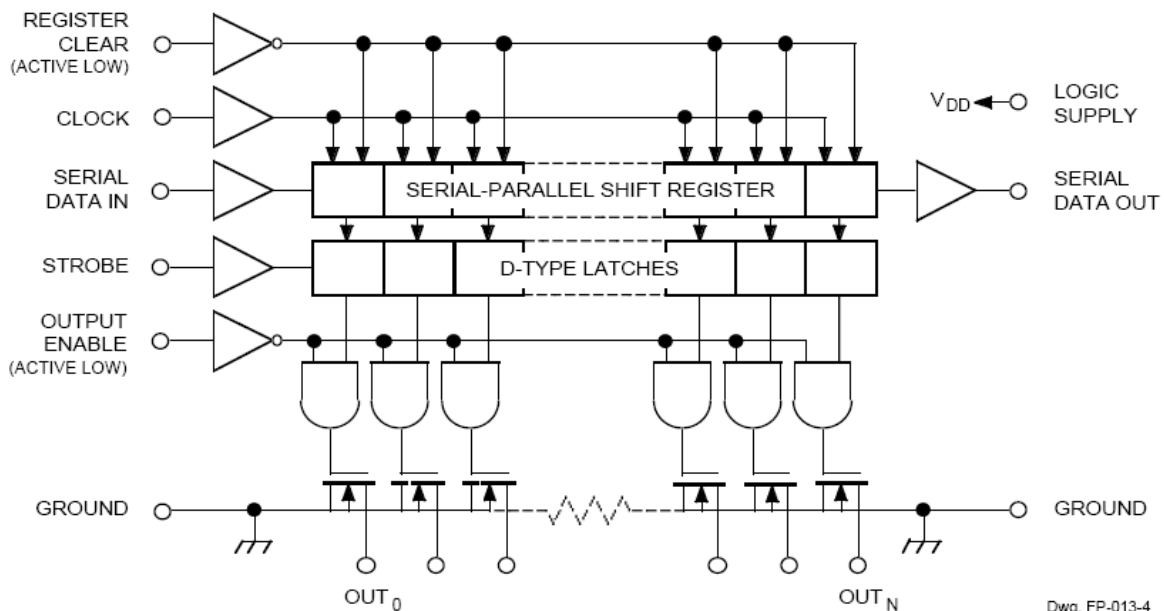 REGISTER
CLEAR
(ACTIVE LOW)
CLOCK
V_DD
LOGIC
SUPPLY
SERIAL
DATA IN
SERIAL-PARALLEL SHIFT REGISTER
SERIAL
DATA OUT
STROBE
D-TYPE LATCHES
OUTPUT
ENABLE
(ACTIVE LOW)
GROUND
GROUND
OUT_0
OUT_N
Dwg. FP-013-4